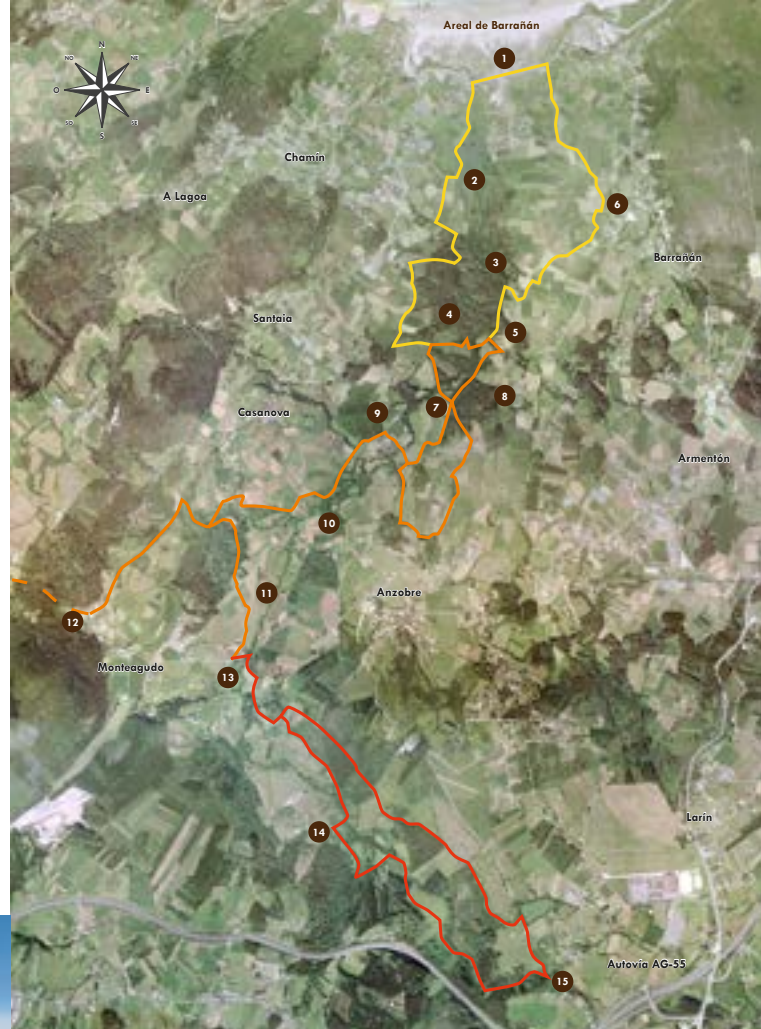 Areal de Barrañán
1
N
NO
NE
O
E
SO
SE
S
Chamín
2
A Lagoa
6
Barrañán
3
4
Santaia
5
8
7
9
Casanova
Armentón
10
11
Anzobre
12
Monteagudo
13
Larín
14
Autovía AG-55
15